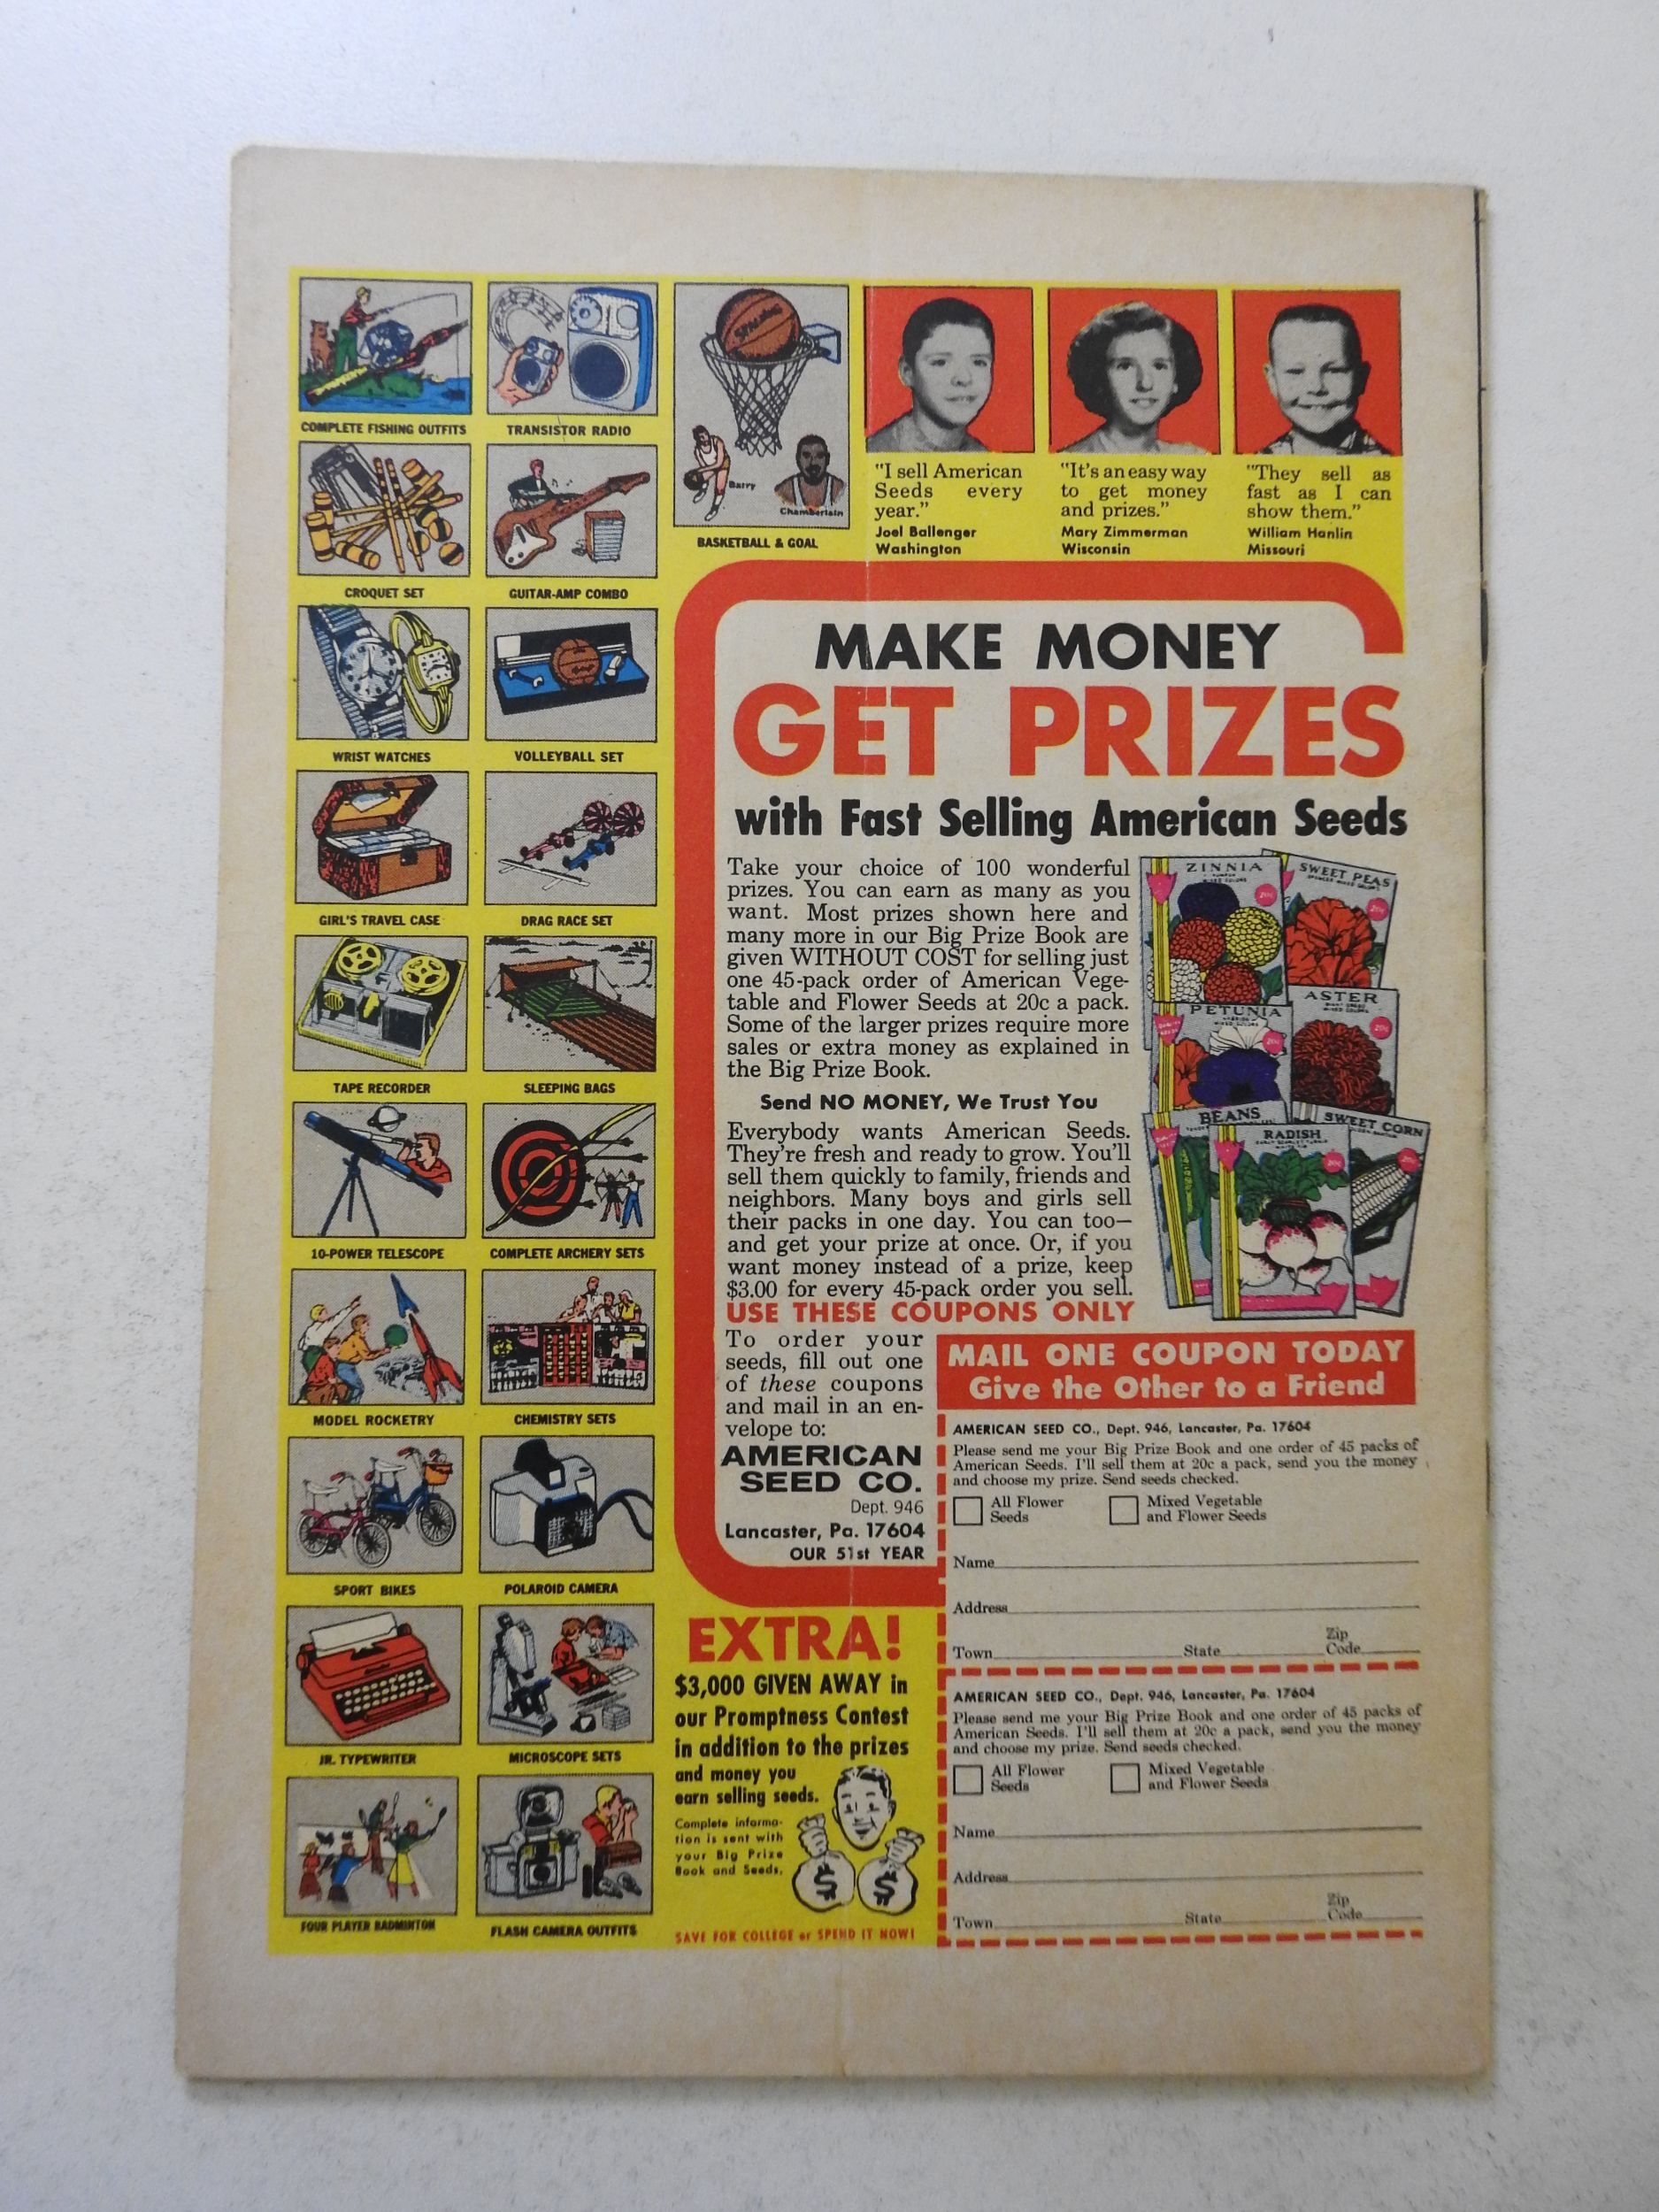 COMPLETE FISHING OUTFITS
TRANSISTOR RADIO
CROQUET SET
GUITAR-AMP COMBO
WRIST WATCHES
VOLLEYBALL SET
GIRL'S TRAVEL CASE
DRAG RACE SET
TAPE RECORDER
SLEEPING BAGS
10-POWER TELESCOPE
COMPLETE ARCHERY SETS
MODEL ROCKETRY
CHEMISTRY SETS
SPORT BIKES
POLAROID CAMERA
JR. TYPEWRITER
MICROSCOPE SETS
FOUR PLAYER BADMINTON
FLASH CAMERA OUTFITS
SPALDING
Barry
Chamberlain
BASKETBALL & GOAL
"I sell American
Seeds every
year."
Joel Ballenger
Washington
"It's an easy way
to get money
and prizes."
Mary Zimmerman
Wisconsin
"They sell as
fast as I can
show them."
William Hanlin
Missouri
MAKE MONEY
GET PRIZES
with Fast Selling American Seeds
Take your choice of 100 wonderful
prizes. You can earn as many as you
want. Most prizes shown here and
many more in our Big Prize Book are
given WITHOUT COST for selling just
one 45-pack order of American Vege-
table and Flower Seeds at 20c a pack.
Some of the larger prizes require more
sales or extra money as explained in
the Big Prize Book.
Send NO MONEY, We Trust You
Everybody wants American Seeds.
They're fresh and ready to grow. You'll
sell them quickly to family, friends and
neighbors. Many boys and girls sell
their packs in one day. You can too—
and get your prize at once. Or, if you
want money instead of a prize, keep
$3.00 for every 45-pack order you sell.
USE THESE COUPONS ONLY
To order your
seeds, fill out one
of these coupons
and mail in an en-
velope to:
AMERICAN
SEED CO.
Dept. 946
Lancaster, Pa. 17604
OUR 51st YEAR
ZINNIA
MIXED COLORS
20¢
SWEET PEAS
20¢
PETUNIA
MIXED COLORS
20¢
ASTER
MIXED COLORS
20¢
BEANS
RADISH
20¢
SWEET CORN
20¢
MAIL ONE COUPON TODAY
Give the Other to a Friend
AMERICAN SEED CO., Dept. 946, Lancaster, Pa. 17604
Please send me your Big Prize Book and one order of 45 packs of
American Seeds. I'll sell them at 20c a pack, send you the money
and choose my prize. Send seeds checked.
All Flower
Seeds
Mixed Vegetable
and Flower Seeds
Name
Address
Town State Zip
Code
AMERICAN SEED CO., Dept. 946, Lancaster, Pa. 17604
Please send me your Big Prize Book and one order of 45 packs of
American Seeds. I'll sell them at 20c a pack, send you the money
and choose my prize. Send seeds checked.
All Flower
Seeds
Mixed Vegetable
and Flower Seeds
Name
Address
Town State Zip
Code
EXTRA!
$3,000 GIVEN AWAY in
our Promptness Contest
in addition to the prizes
and money you
earn selling seeds.
Complete informa-
tion is sent with
your Big Prize
Book and Seeds.
$ $
SAVE FOR COLLEGE or SPEND IT NOW!